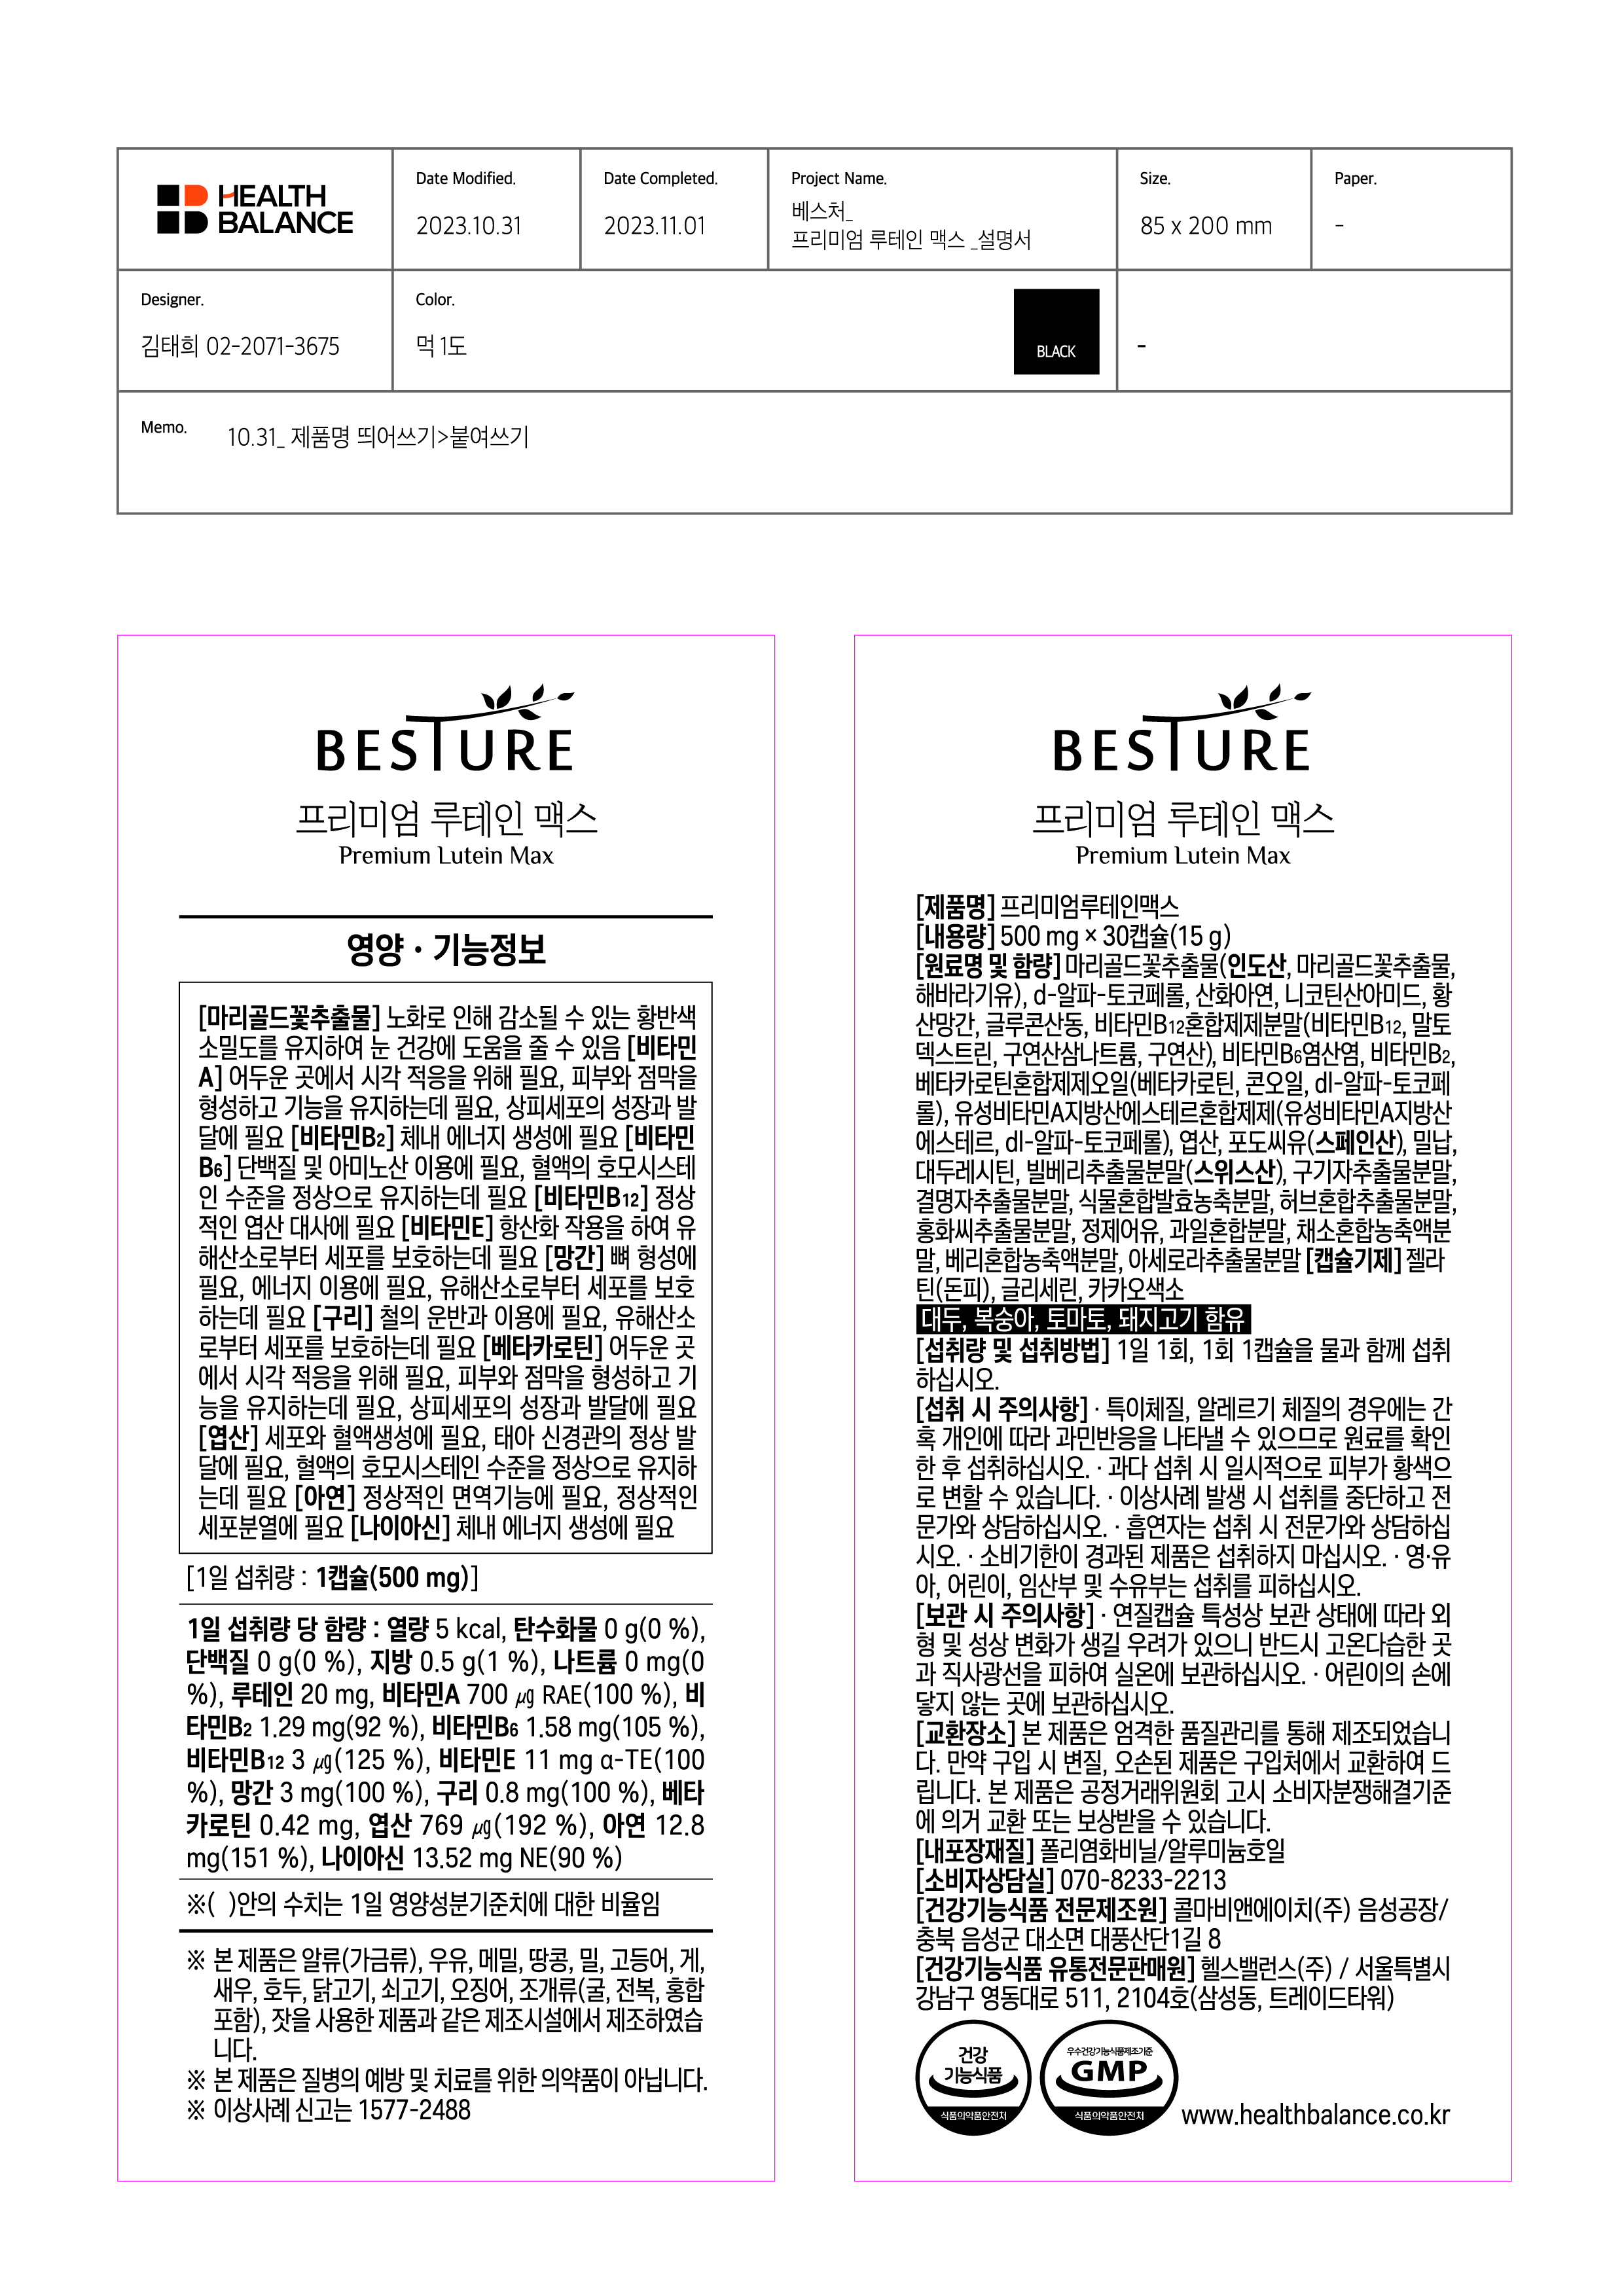 HEALTH
BALANCE
Date Modified.
2023.10.31
Date Completed.
2023.11.01
Project Name.
베스처_
프리미엄 루테인 맥스 _설명서
Size.
85 x 200 mm
Paper.
-
Designer.
김태희 02-2071-3675
Color.
먹 1도
BLACK
-
Memo.
10.31_ 제품명 띄어쓰기>붙여쓰기
BESTURE
프리미엄 루테인 맥스
Premium Lutein Max
영양 · 기능정보
[마리골드꽃추출물] 노화로 인해 감소될 수 있는 황반색
소밀도를 유지하여 눈 건강에 도움을 줄 수 있음 [비타민
A] 어두운 곳에서 시각 적응을 위해 필요, 피부와 점막을
형성하고 기능을 유지하는데 필요, 상피세포의 성장과 발
달에 필요 [비타민B2] 체내 에너지 생성에 필요 [비타민
B6] 단백질 및 아미노산 이용에 필요, 혈액의 호모시스테
인 수준을 정상으로 유지하는데 필요 [비타민B12] 정상
적인 엽산 대사에 필요 [비타민E] 항산화 작용을 하여 유
해산소로부터 세포를 보호하는데 필요 [망간] 뼈 형성에
필요, 에너지 이용에 필요, 유해산소로부터 세포를 보호
하는데 필요 [구리] 철의 운반과 이용에 필요, 유해산소
로부터 세포를 보호하는데 필요 [베타카로틴] 어두운 곳
에서 시각 적응을 위해 필요, 피부와 점막을 형성하고 기
능을 유지하는데 필요, 상피세포의 성장과 발달에 필요
[엽산] 세포와 혈액생성에 필요, 태아 신경관의 정상 발
달에 필요, 혈액의 호모시스테인 수준을 정상으로 유지하
는데 필요 [아연] 정상적인 면역기능에 필요, 정상적인
세포분열에 필요 [나이아신] 체내 에너지 생성에 필요
[1일 섭취량 : 1캡슐(500 mg)]
1일 섭취량 당 함량 : 열량 5 kcal, 탄수화물 0 g(0 %),
단백질 0 g(0 %), 지방 0.5 g(1 %), 나트륨 0 mg(0
%), 루테인 20 mg, 비타민A 700 ㎍ RAE(100 %), 비
타민B2 1.29 mg(92 %), 비타민B6 1.58 mg(105 %),
비타민B12 3 ㎍(125 %), 비타민E 11 mg α-TE(100
%), 망간 3 mg(100 %), 구리 0.8 mg(100 %), 베타
카로틴 0.42 mg, 엽산 769 ㎍(192 %), 아연 12.8
mg(151 %), 나이아신 13.52 mg NE(90 %)
※( )안의 수치는 1일 영양성분기준치에 대한 비율임
※ 본 제품은 알류(가금류), 우유, 메밀, 땅콩, 밀, 고등어, 게,
새우, 호두, 닭고기, 쇠고기, 오징어, 조개류(굴, 전복, 홍합
포함), 잣을 사용한 제품과 같은 제조시설에서 제조하였습
니다.
※ 본 제품은 질병의 예방 및 치료를 위한 의약품이 아닙니다.
※ 이상사례 신고는 1577-2488
BESTURE
프리미엄 루테인 맥스
Premium Lutein Max
[제품명] 프리미엄루테인맥스
[내용량] 500 mg × 30캡슐(15 g)
[원료명 및 함량] 마리골드꽃추출물(인도산, 마리골드꽃추출물,
해바라기유), d-알파-토코페롤, 산화아연, 니코틴산아미드, 황
산망간, 글루콘산동, 비타민B12혼합제제분말(비타민B12, 말토
덱스트린, 구연산삼나트륨, 구연산), 비타민B6염산염, 비타민B2,
베타카로틴혼합제제오일(베타카로틴, 콘오일, dl-알파-토코페
롤), 유성비타민A지방산에스테르혼합제제(유성비타민A지방산
에스테르, dl-알파-토코페롤), 엽산, 포도씨유(스페인산), 밀납,
대두레시틴, 빌베리추출물분말(스위스산), 구기자추출물분말,
결명자추출물분말, 식물혼합발효농축분말, 허브혼합추출물분말,
홍화씨추출물분말, 정제어유, 과일혼합분말, 채소혼합농축액분
말, 베리혼합농축액분말, 아세로라추출물분말 [캡슐기제] 젤라
틴(돈피), 글리세린, 카카오색소
대두, 복숭아, 토마토, 돼지고기 함유
[섭취량 및 섭취방법] 1일 1회, 1회 1캡슐을 물과 함께 섭취
하십시오.
[섭취 시 주의사항] · 특이체질, 알레르기 체질의 경우에는 간
혹 개인에 따라 과민반응을 나타낼 수 있으므로 원료를 확인
한 후 섭취하십시오. · 과다 섭취 시 일시적으로 피부가 황색으
로 변할 수 있습니다. · 이상사례 발생 시 섭취를 중단하고 전
문가와 상담하십시오. · 흡연자는 섭취 시 전문가와 상담하십
시오. · 소비기한이 경과된 제품은 섭취하지 마십시오. · 영·유
아, 어린이, 임산부 및 수유부는 섭취를 피하십시오.
[보관 시 주의사항] · 연질캡슐 특성상 보관 상태에 따라 외
형 및 성상 변화가 생길 우려가 있으니 반드시 고온다습한 곳
과 직사광선을 피하여 실온에 보관하십시오. · 어린이의 손에
닿지 않는 곳에 보관하십시오.
[교환장소] 본 제품은 엄격한 품질관리를 통해 제조되었습니
다. 만약 구입 시 변질, 오손된 제품은 구입처에서 교환하여 드
립니다. 본 제품은 공정거래위원회 고시 소비자분쟁해결기준
에 의거 교환 또는 보상받을 수 있습니다.
[내포장재질] 폴리염화비닐/알루미늄호일
[소비자상담실] 070-8233-2213
[건강기능식품 전문제조원] 콜마비앤에이치(주) 음성공장/
충북 음성군 대소면 대풍산단1길 8
[건강기능식품 유통전문판매원] 헬스밸런스(주) / 서울특별시
강남구 영동대로 511, 2104호(삼성동, 트레이드타워)
건강
기능식품
식품의약품안전처
우수건강기능식품제조기준
GMP
식품의약품안전처
www.healthbalance.co.kr